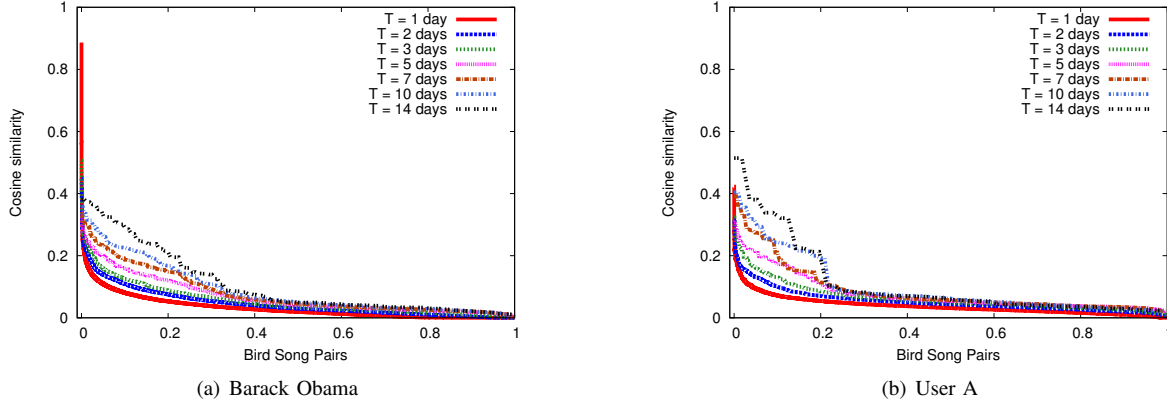 1
0.8
0.6
0.4
0.2
0
0 0.2 0.4 0.6 0.8 1
Cosine similarity
Bird Song Pairs
T = 1 day
T = 2 days
T = 3 days
T = 5 days
T = 7 days
T = 10 days
T = 14 days
(a) Barack Obama
1
0.8
0.6
0.4
0.2
0
0 0.2 0.4 0.6 0.8 1
Cosine similarity
Bird Song Pairs
T = 1 day
T = 2 days
T = 3 days
T = 5 days
T = 7 days
T = 10 days
T = 14 days
(b) User A